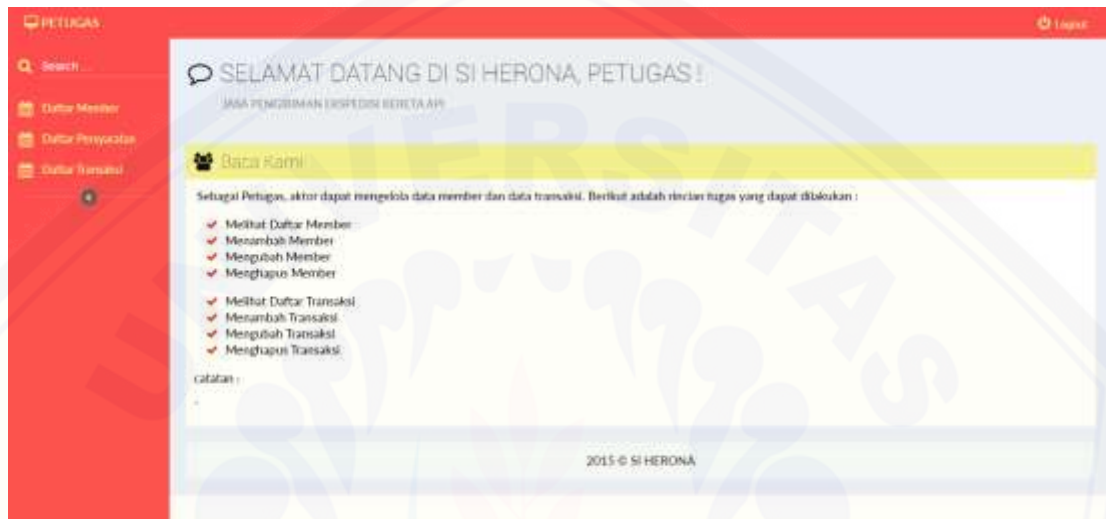 PETUGAS
Logout
Search ...
Daftar Member
Daftar Persyaratan
Daftar Transaksi
SELAMAT DATANG DI SI HERONA, PETUGAS !
JASA PENGIRIMAN EKSPEDISI KERETA API
Baca Kami
Sebagai Petugas, aktor dapat mengelola data member dan data transaksi. Berikut adalah rincian tugas yang dapat dilakukan :
Melihat Daftar Member
Menambah Member
Mengubah Member
Menghapus Member
Melihat Daftar Transaksi
Menambah Transaksi
Mengubah Transaksi
Menghapus Transaksi
catatan :
-
2015 © SI HERONA
UNIVERSITAS